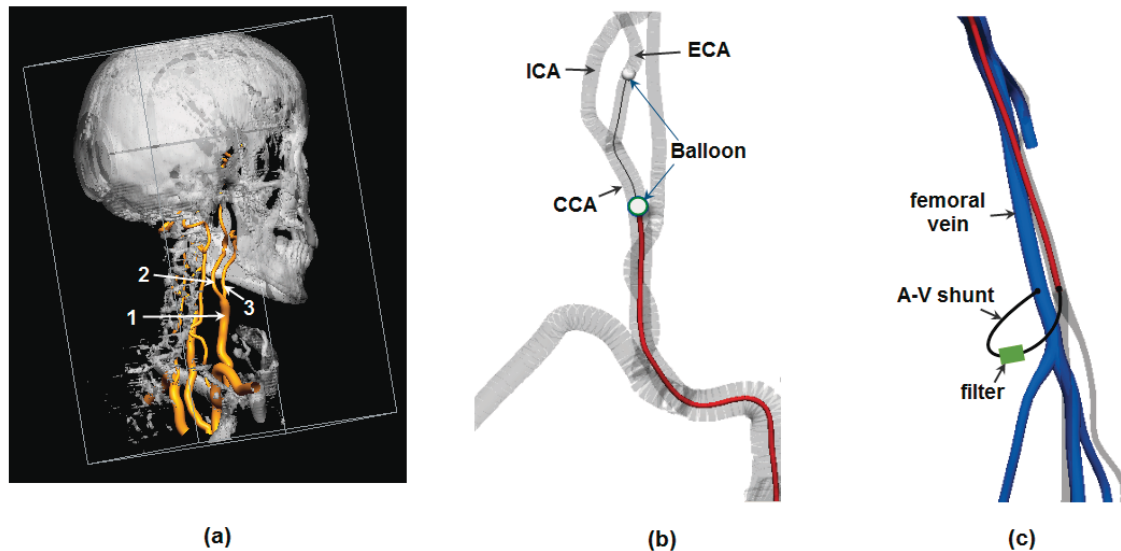 2
3
1
(a)
ECA
ICA
Balloon
CCA
(b)
femoral
vein
A-V shunt
filter
(c)